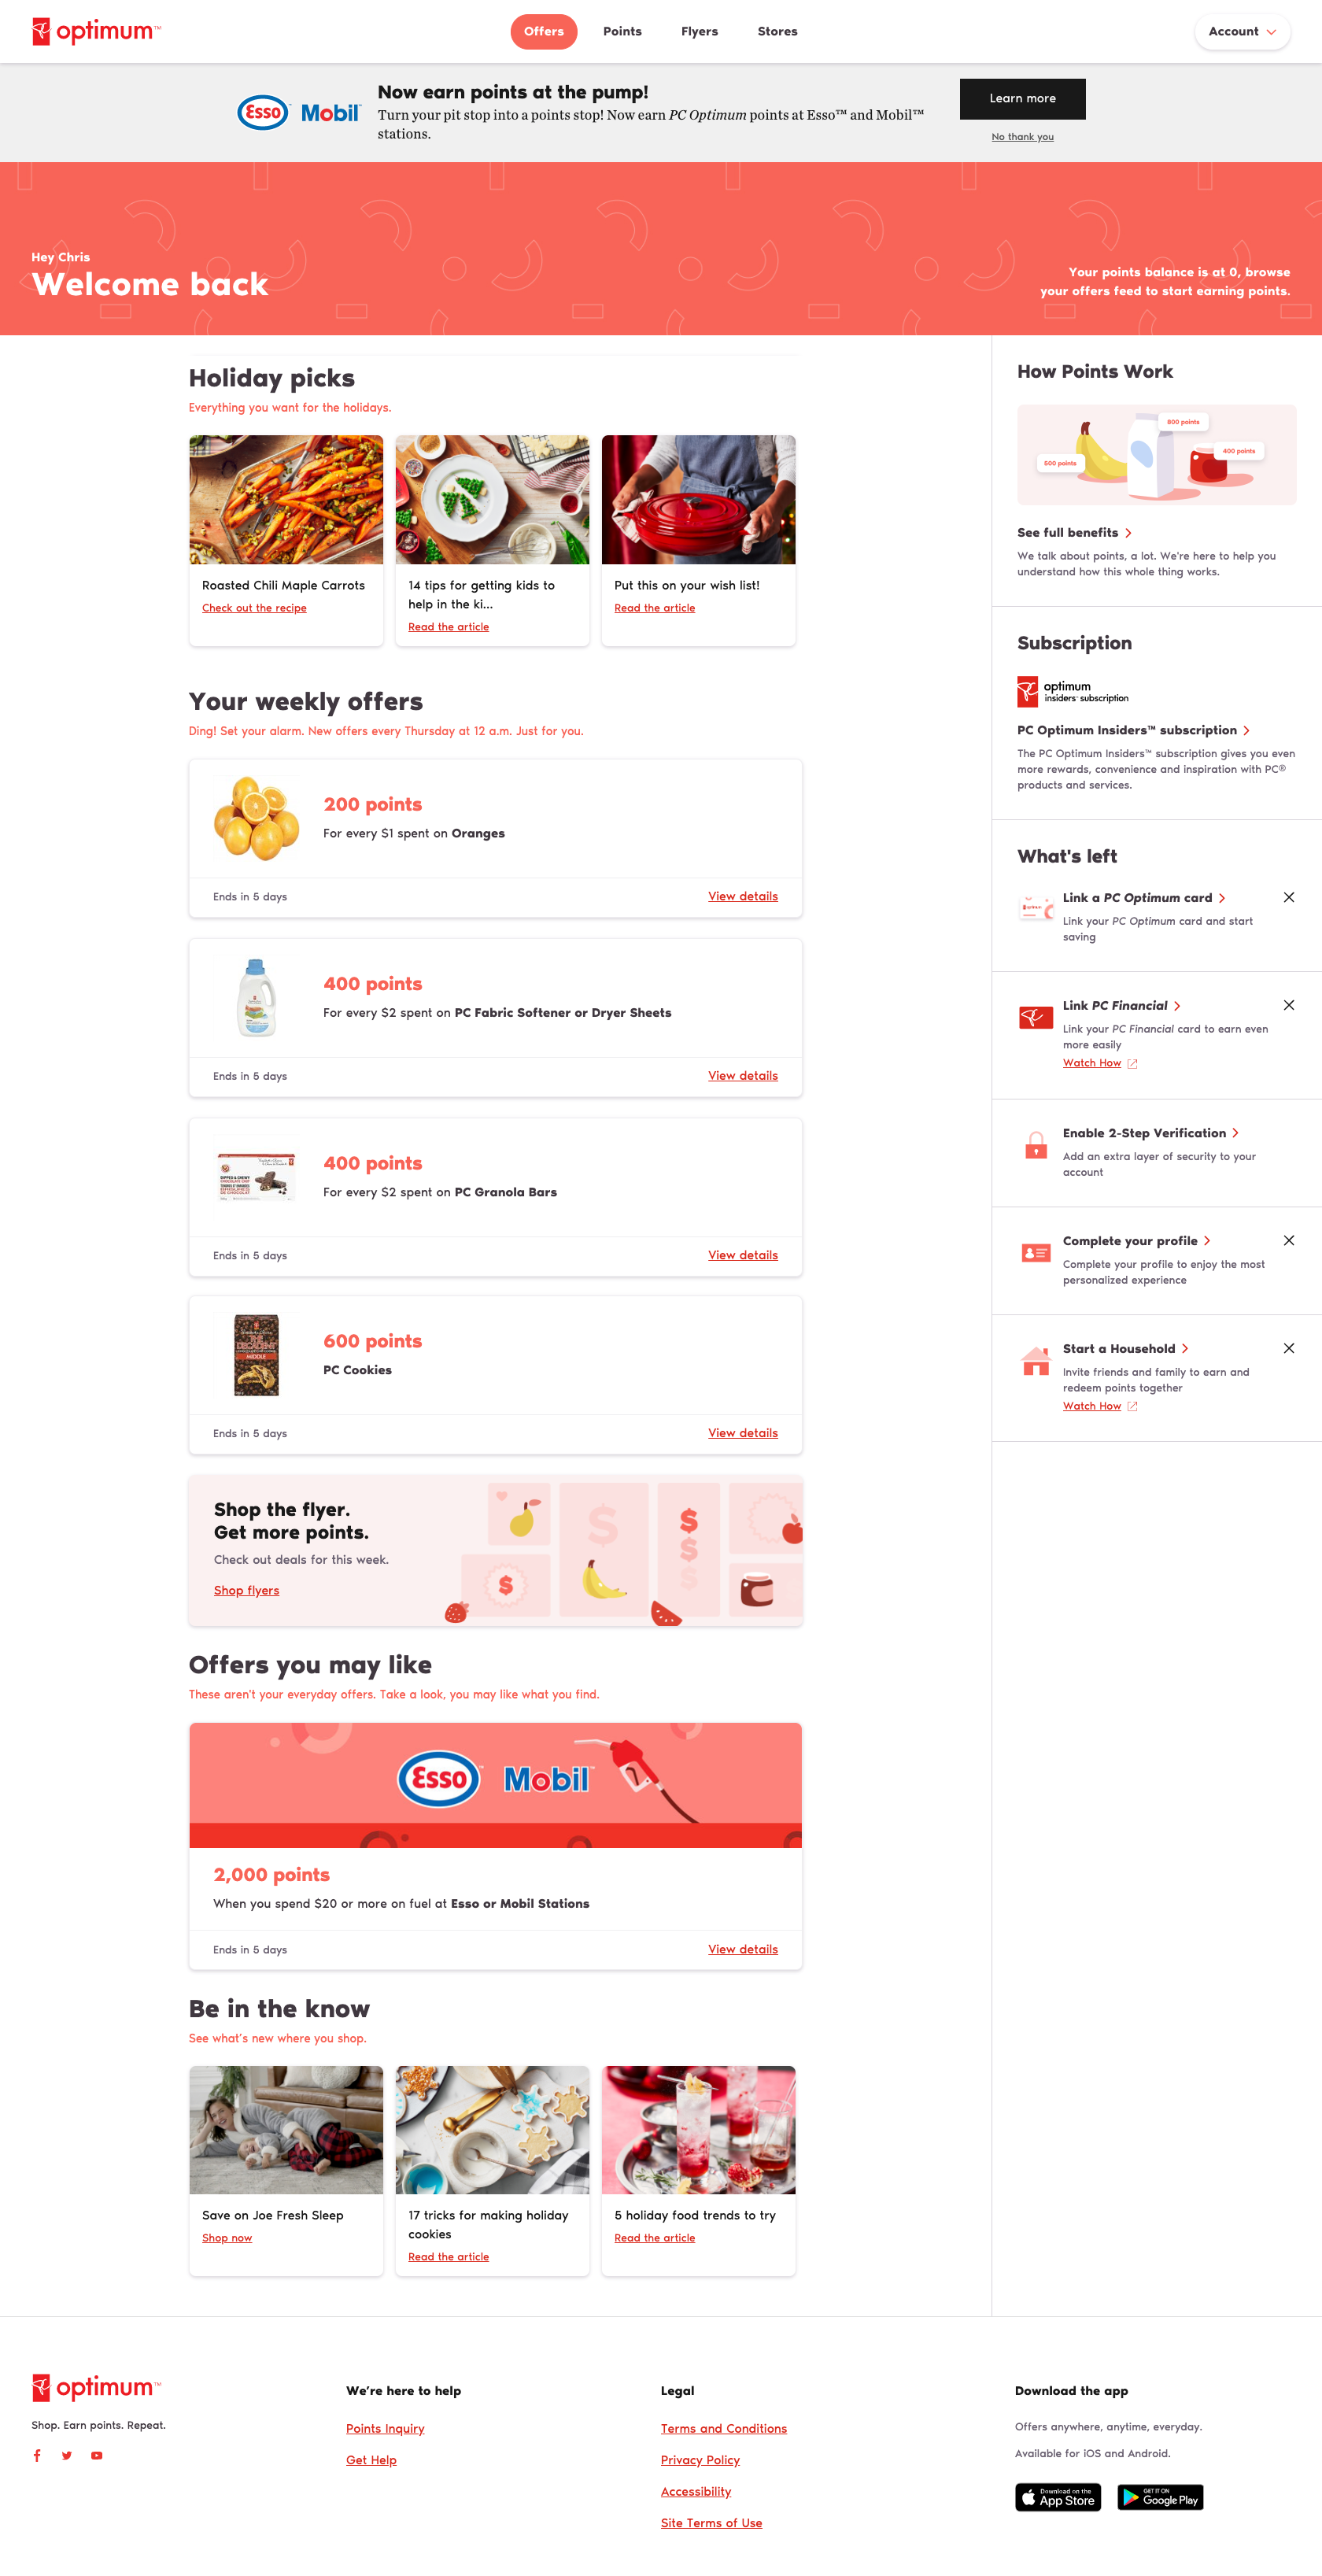 optimum™
Offers
Points
Flyers
Stores
Account
Esso
Mobil™
Now earn points at the pump!
Turn your pit stop into a points stop! Now earn PC Optimum points at Esso™ and Mobil™
stations.
Learn more
No thank you
Hey Chris
Welcome back
Your points balance is at 0, browse
your offers feed to start earning points.
Holiday picks
Everything you want for the holidays.
Roasted Chili Maple Carrots
Check out the recipe
14 tips for getting kids to
help in the ki...
Read the article
Put this on your wish list!
Read the article
Your weekly offers
Ding! Set your alarm. New offers every Thursday at 12 a.m. Just for you.
200 points
For every $1 spent on Oranges
Ends in 5 days
View details
400 points
For every $2 spent on PC Fabric Softener or Dryer Sheets
Ends in 5 days
View details
400 points
For every $2 spent on PC Granola Bars
Ends in 5 days
View details
THE
DECADENT
MIDDLE
600 points
PC Cookies
Ends in 5 days
View details
Shop the flyer.
Get more points.
Check out deals for this week.
Shop flyers
Offers you may like
These aren't your everyday offers. Take a look, you may like what you find.
Esso
Mobil™
2,000 points
When you spend $20 or more on fuel at Esso or Mobil Stations
Ends in 5 days
View details
Be in the know
See what's new where you shop.
Save on Joe Fresh Sleep
Shop now
17 tricks for making holiday
cookies
Read the article
5 holiday food trends to try
Read the article
How Points Work
800 points
500 points
400 points
See full benefits
We talk about points, a lot. We're here to help you
understand how this whole thing works.
Subscription
optimum
insiders™ subscription
PC Optimum Insiders™ subscription
The PC Optimum Insiders™ subscription gives you even
more rewards, convenience and inspiration with PC®
products and services.
What's left
Link a PC Optimum card
Link your PC Optimum card and start
saving
Link PC Financial
Link your PC Financial card to earn even
more easily
Watch How
Enable 2-Step Verification
Add an extra layer of security to your
account
Complete your profile
Complete your profile to enjoy the most
personalized experience
Start a Household
Invite friends and family to earn and
redeem points together
Watch How
optimum™
Shop. Earn points. Repeat.
We're here to help
Points Inquiry
Get Help
Legal
Terms and Conditions
Privacy Policy
Accessibility
Site Terms of Use
Download the app
Offers anywhere, anytime, everyday.
Available for iOS and Android.
Download on the
App Store
GET IT ON
Google Play